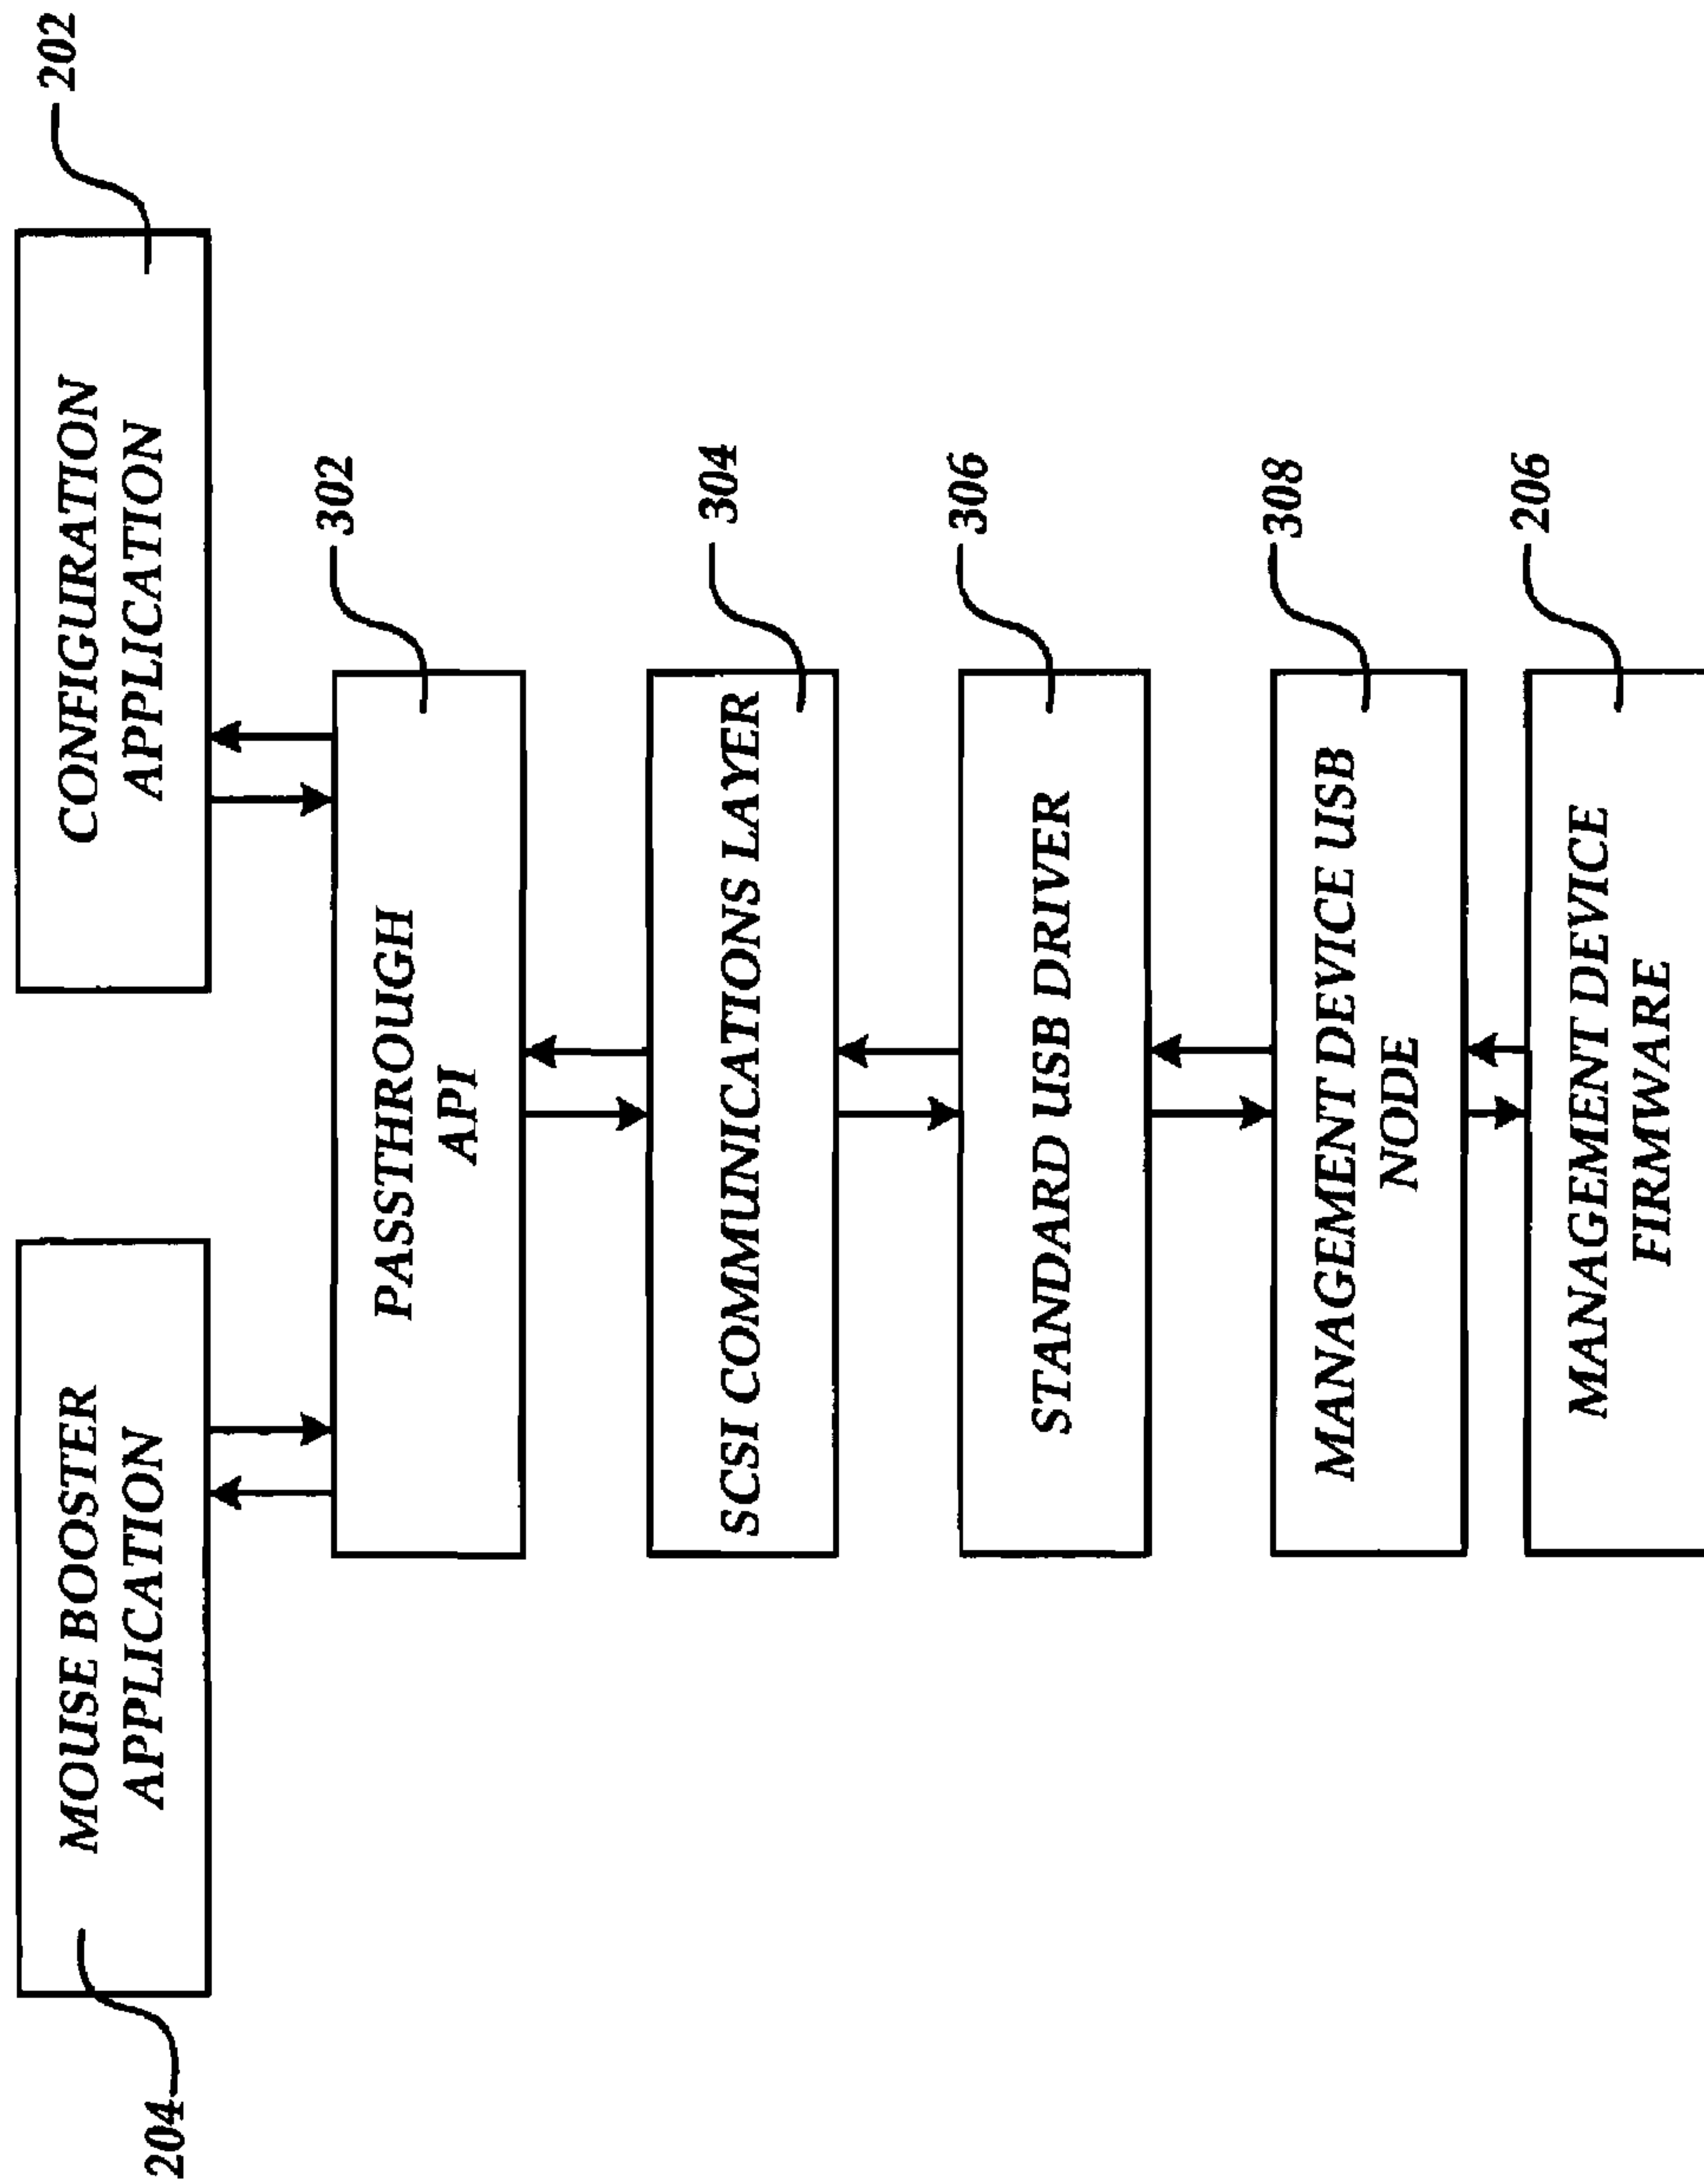 204
MOUSE BOOSTER
APPLICATION
CONFIGURATION
APPLICATION
202
PASSTHROUGH
API
302
SCSI COMMUNICATIONS LAYER
304
STANDARD USB DRIVER
306
MANAGEMENT DEVICE USB
NODE
308
MANAGEMENT DEVICE
FIRMWARE
206